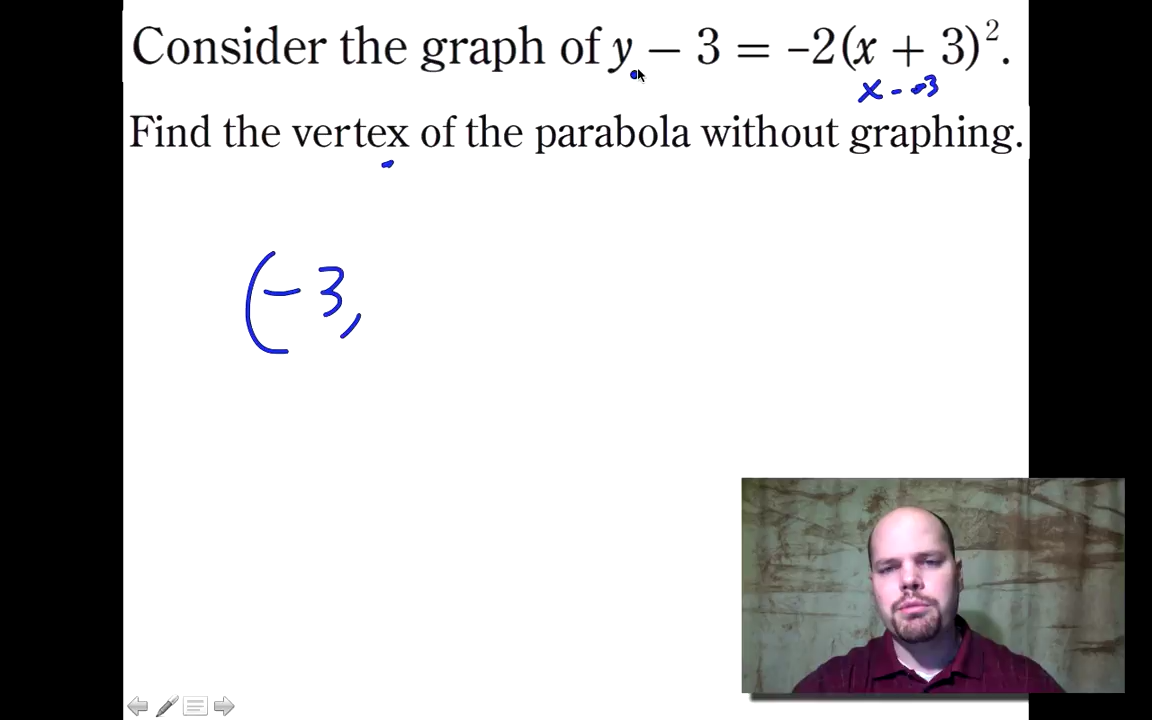 Consider the graph of y − 3 = -2(x + 3)².
x - -3
Find the vertex of the parabola without graphing.
(-3,